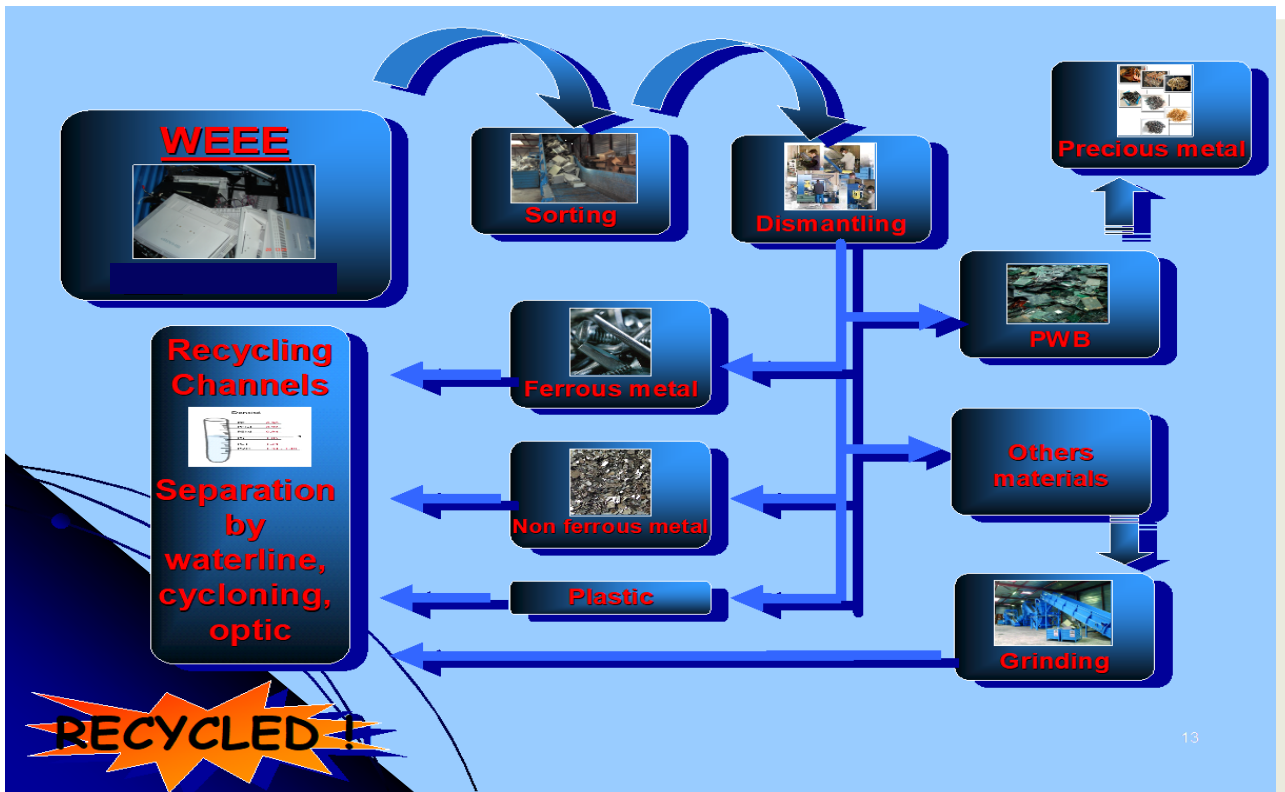 WEEE
Sorting
Dismantling
Precious metal
PWB
Ferrous metal
Others
materials
Non ferrous metal
Plastic
Grinding
Recycling
Channels
Separation
by
waterline,
cycloning,
optic
RECYCLED !
13